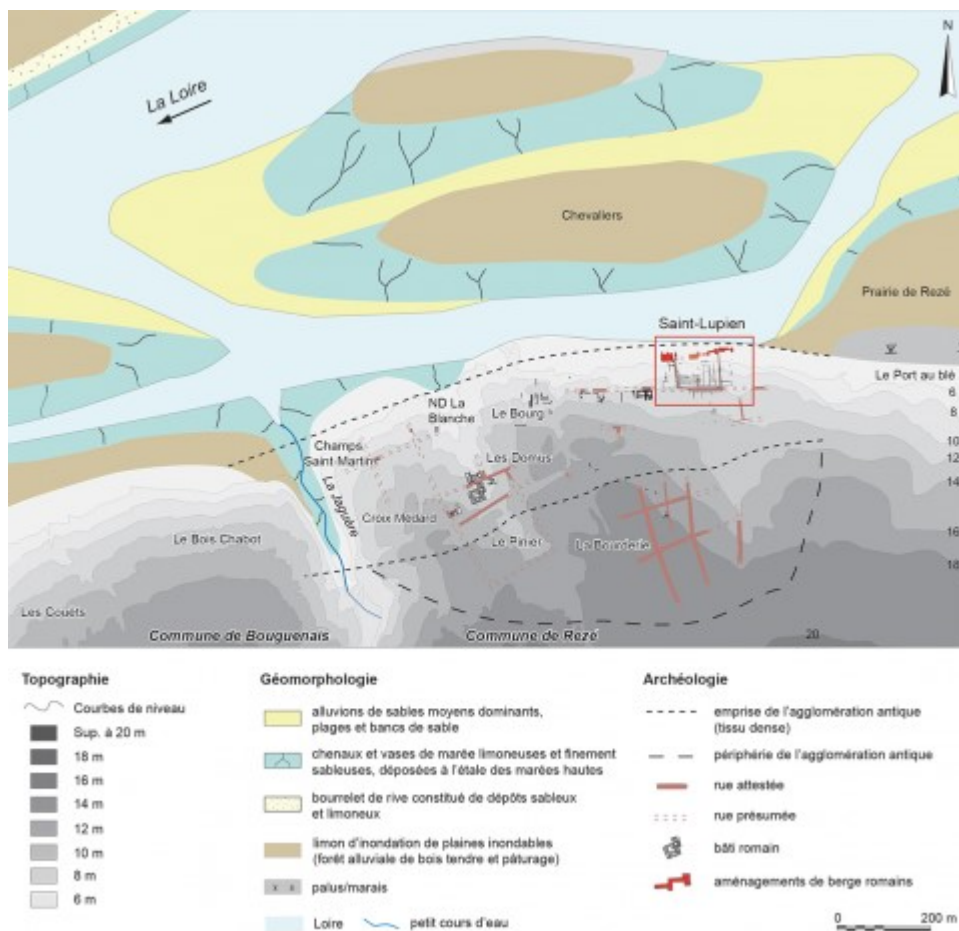 N
La Loire
Chevaliers
Prairie de Rezé
Saint-Lupien
Le Port au blé
ND La
Blanche
Le Bourg
Champs
Saint-Martin
Les Domus
La Jaguère
Croix Médard
Le Bois Chabot
Le Pinier
La Bourderie
Les Couëts
Commune de Bouguenais
Commune de Rezé
6
8
10
12
14
16
18
20
Topographie
Courbes de niveau
Sup. à 20 m
18 m
16 m
14 m
12 m
10 m
8 m
6 m
Géomorphologie
alluvions de sables moyens dominants,
plages et bancs de sable
chenaux et vases de marée limoneuses et finement
sableuses, déposées à l'étale des marées hautes
bourrelet de rive constitué de dépôts sableux
et limoneux
limon d'inondation de plaines inondables
(forêt alluviale de bois tendre et pâturage)
palus/marais
Loire
petit cours d'eau
Archéologie
emprise de l'agglomération antique
(tissu dense)
périphérie de l'agglomération antique
rue attestée
rue présumée
bâti romain
aménagements de berge romains
0 200 m